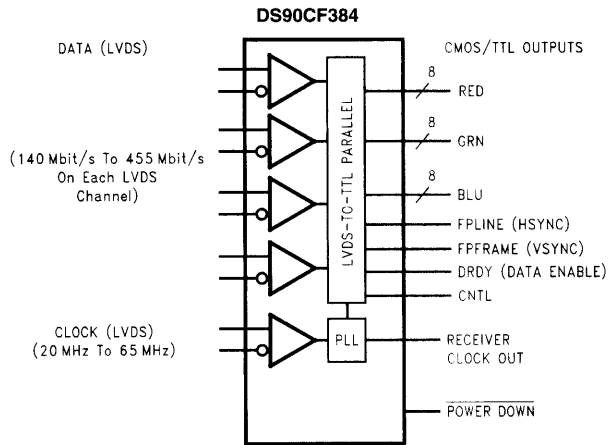 DS90CF384
DATA (LVDS)
CMOS/TTL OUTPUTS
8
RED
8
GRN
(140 Mbit/s To 455 Mbit/s
On Each LVDS
Channel)
8
BLU
LVDS-TO-TTL PARALLEL
FPLINE (HSYNC)
FPFRAME (VSYNC)
DRDY (DATA ENABLE)
CNTL
CLOCK (LVDS)
(20 MHz To 65 MHz)
PLL
RECEIVER
CLOCK OUT
POWER DOWN